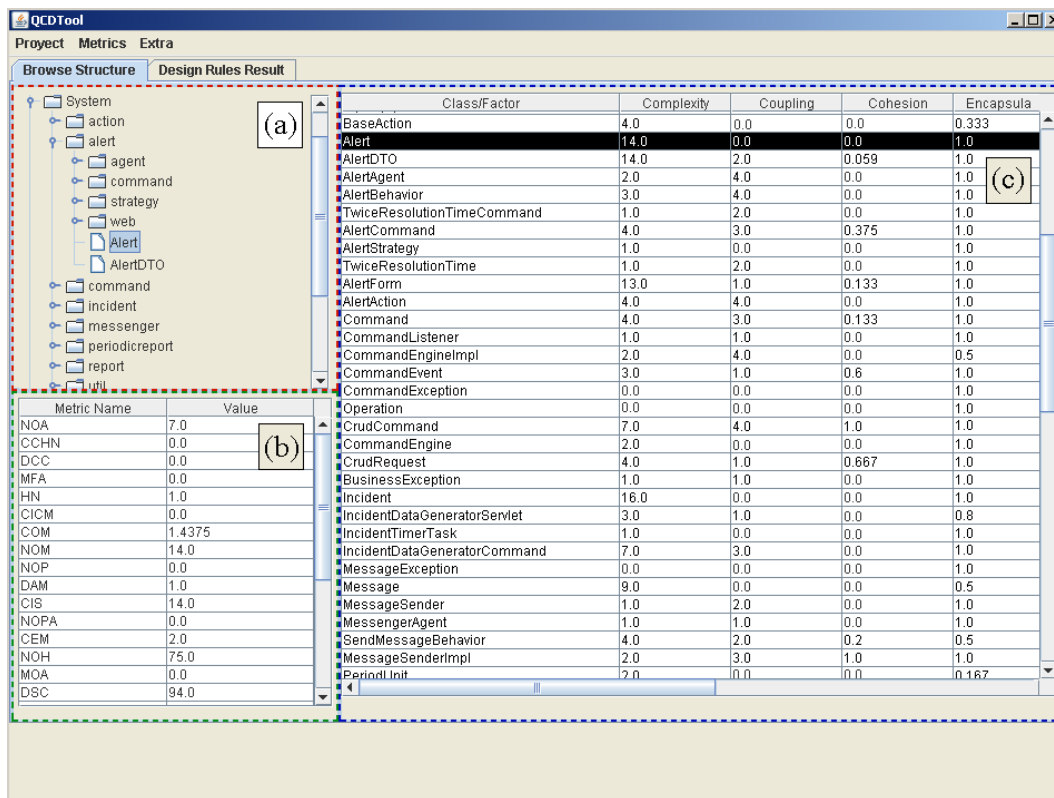 QCDTool
Proyect Metrics Extra
Browse Structure Design Rules Result
System
action
alert
agent
command
strategy
web
Alert
AlertDTO
command
incident
messenger
periodicreport
report
util
(a)
Metric Name Value
NOA 7.0
CCHN 0.0
DCC 0.0
MFA 0.0
HN 1.0
CICM 0.0
COM 1.4375
NOM 14.0
NOP 0.0
DAM 1.0
CIS 14.0
NOPA 0.0
CEM 2.0
NOH 75.0
MOA 0.0
DSC 94.0
(b)
Class/Factor Complexity Coupling Cohesion Encapsula
BaseAction 4.0 0.0 0.0 0.333
Alert 14.0 0.0 0.0 1.0
AlertDTO 14.0 2.0 0.059 1.0
AlertAgent 2.0 4.0 0.0 1.0
AlertBehavior 3.0 4.0 0.0 1.0
TwiceResolutionTimeCommand 1.0 2.0 0.0 1.0
AlertCommand 4.0 3.0 0.375 1.0
AlertStrategy 1.0 0.0 0.0 1.0
TwiceResolutionTime 1.0 2.0 0.0 1.0
AlertForm 13.0 1.0 0.133 1.0
AlertAction 4.0 4.0 0.0 1.0
Command 4.0 3.0 0.133 1.0
CommandListener 1.0 1.0 0.0 1.0
CommandEngineImpl 2.0 4.0 0.0 0.5
CommandEvent 3.0 1.0 0.6 1.0
CommandException 0.0 0.0 0.0 1.0
Operation 0.0 0.0 0.0 1.0
CrudCommand 7.0 4.0 1.0 1.0
CommandEngine 2.0 0.0 0.0 1.0
CrudRequest 4.0 1.0 0.667 1.0
BusinessException 1.0 1.0 0.0 1.0
Incident 16.0 0.0 0.0 1.0
IncidentDataGeneratorServlet 3.0 1.0 0.0 0.8
IncidentTimerTask 1.0 0.0 0.0 1.0
IncidentDataGeneratorCommand 7.0 3.0 0.0 1.0
MessageException 0.0 0.0 0.0 1.0
Message 9.0 0.0 0.0 0.5
MessageSender 1.0 2.0 0.0 1.0
MessengerAgent 1.0 1.0 0.0 1.0
SendMessageBehavior 4.0 2.0 0.2 0.5
MessageSenderImpl 2.0 3.0 1.0 1.0
PeriodUnit 2.0 0.0 0.0 0.167
(c)